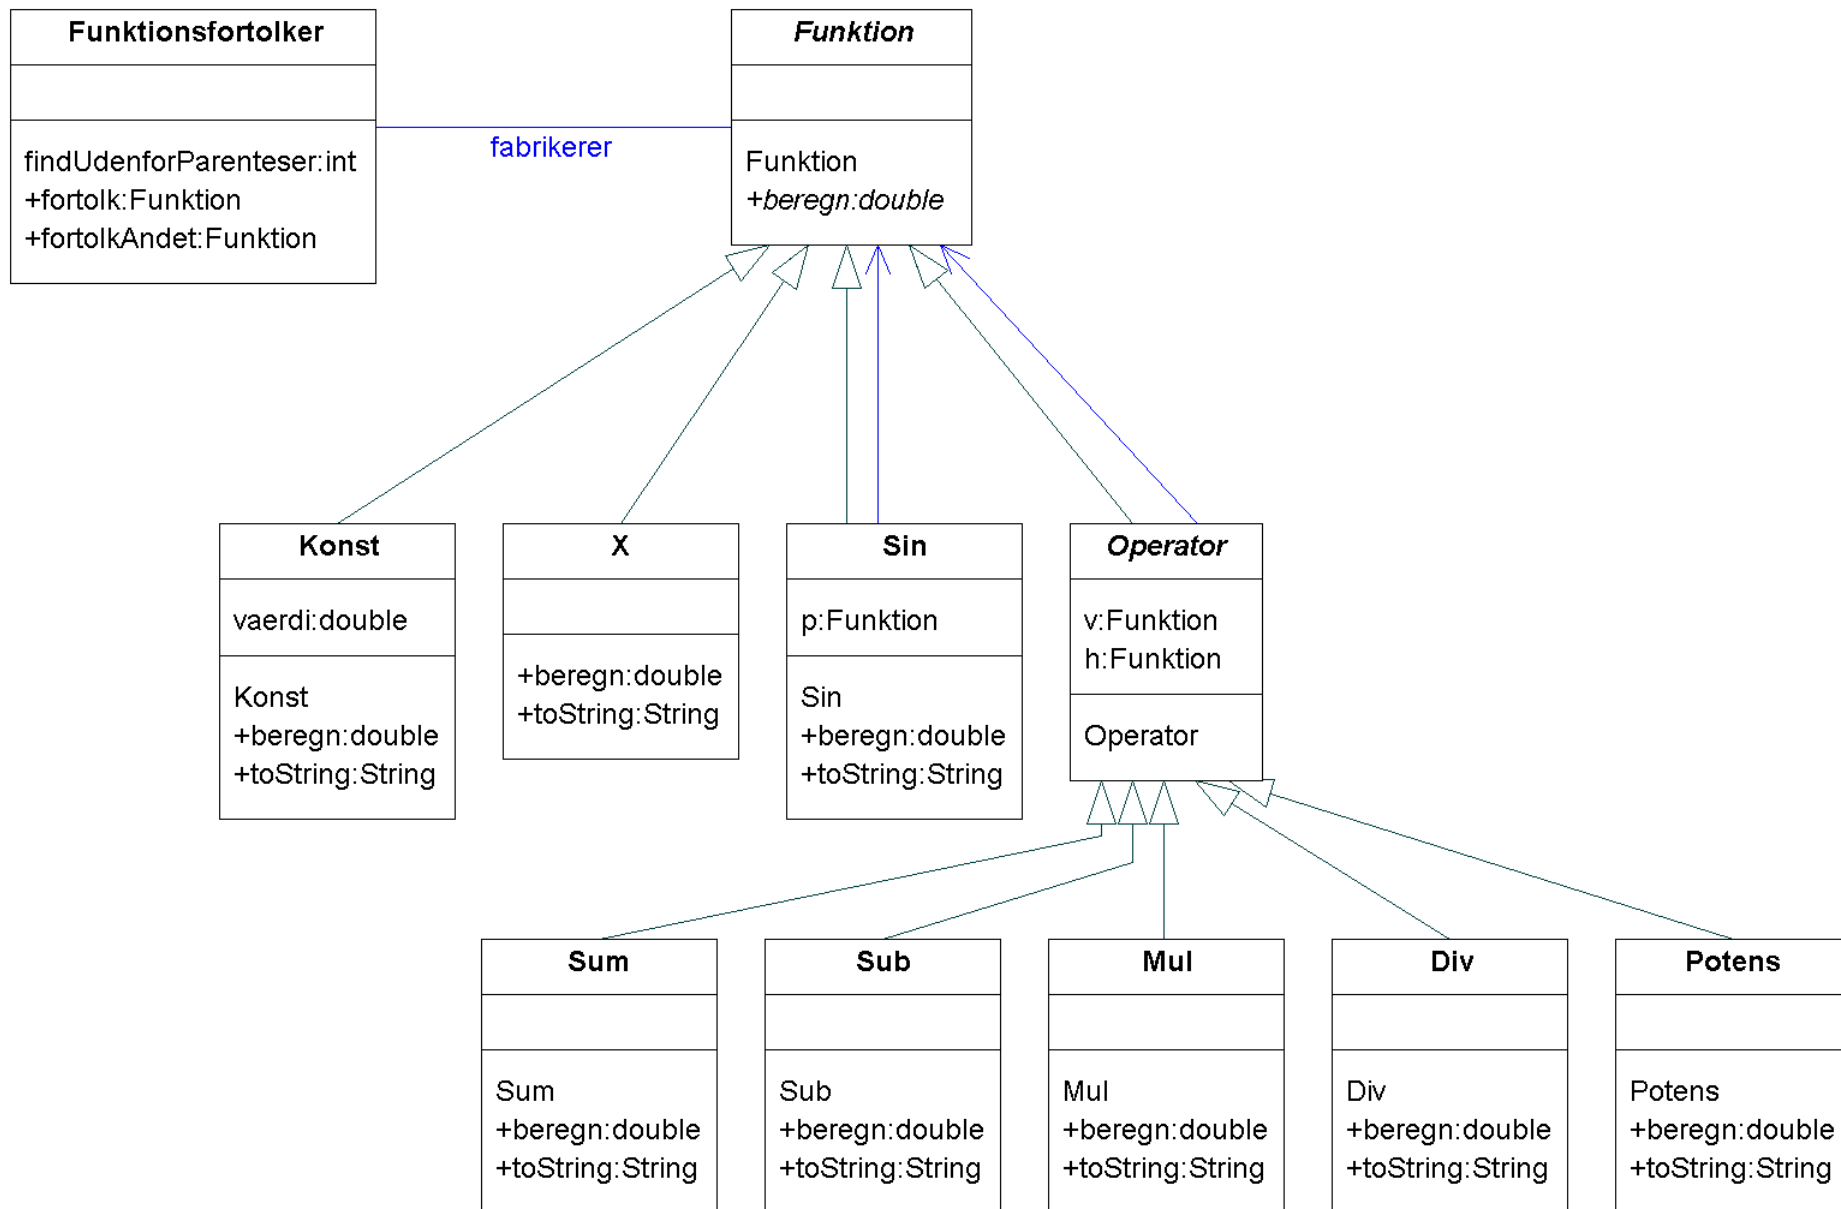 Funktionsfortolker
findUdenforParenteser:int
+fortolk:Funktion
+fortolkAndet:Funktion
fabrikerer
Funktion
Funktion
+beregn:double
Konst
vaerdi:double
Konst
+beregn:double
+toString:String
X
+beregn:double
+toString:String
Sin
p:Funktion
Sin
+beregn:double
+toString:String
Operator
v:Funktion
h:Funktion
Operator
Sum
Sum
+beregn:double
+toString:String
Sub
Sub
+beregn:double
+toString:String
Mul
Mul
+beregn:double
+toString:String
Div
Div
+beregn:double
+toString:String
Potens
Potens
+beregn:double
+toString:String